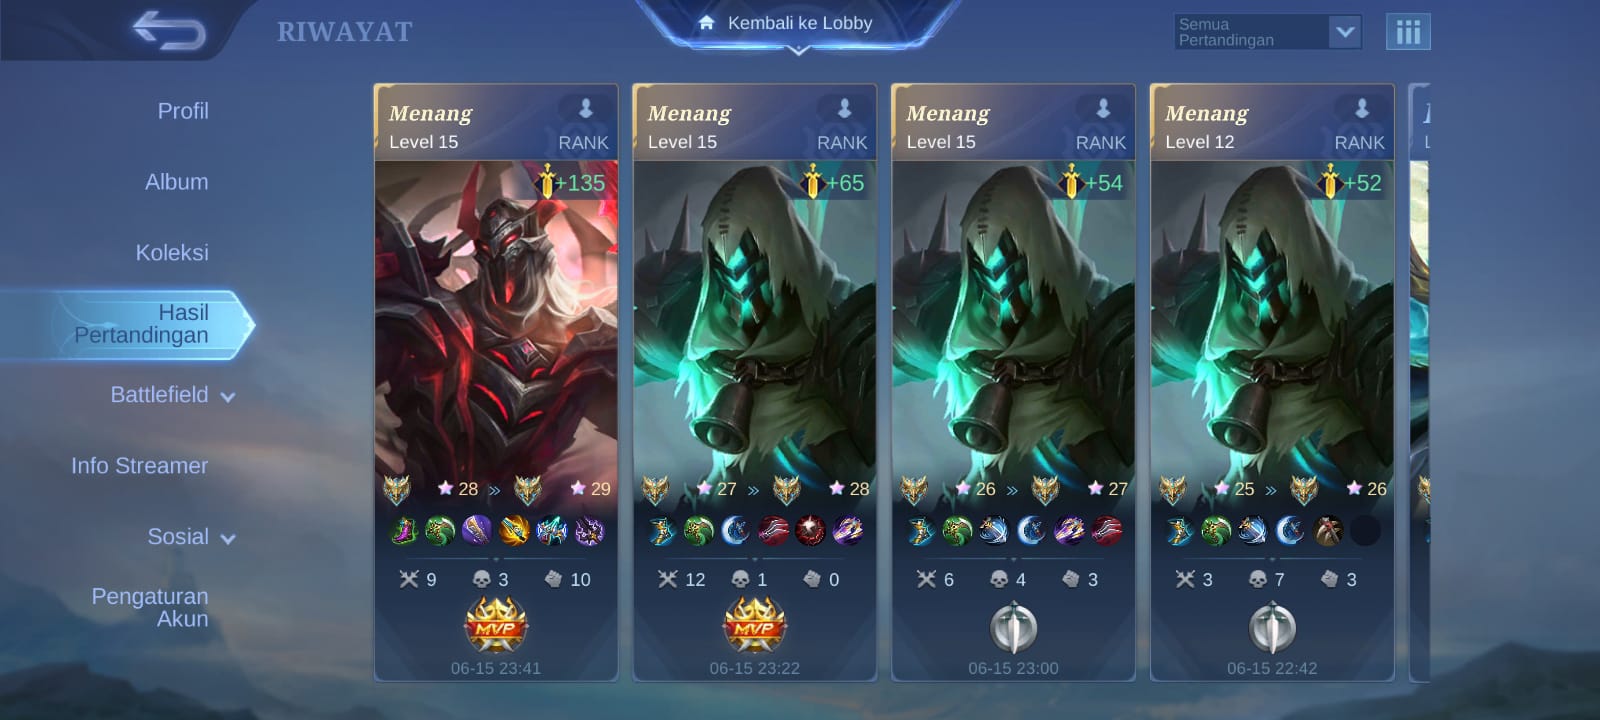 RIWAYAT
Kembali ke Lobby
Semua
Pertandingan
Profil
Album
Koleksi
Hasil
Pertandingan
Battlefield
Info Streamer
Sosial
Pengaturan
Akun
Menang
Level 15
RANK
+135
28 » 29
9 3 10
MVP
06-15 23:41
Menang
Level 15
RANK
+65
27 » 28
12 1 0
MVP
06-15 23:22
Menang
Level 15
RANK
+54
26 » 27
6 4 3
06-15 23:00
Menang
Level 12
RANK
+52
25 » 26
3 7 3
06-15 22:42